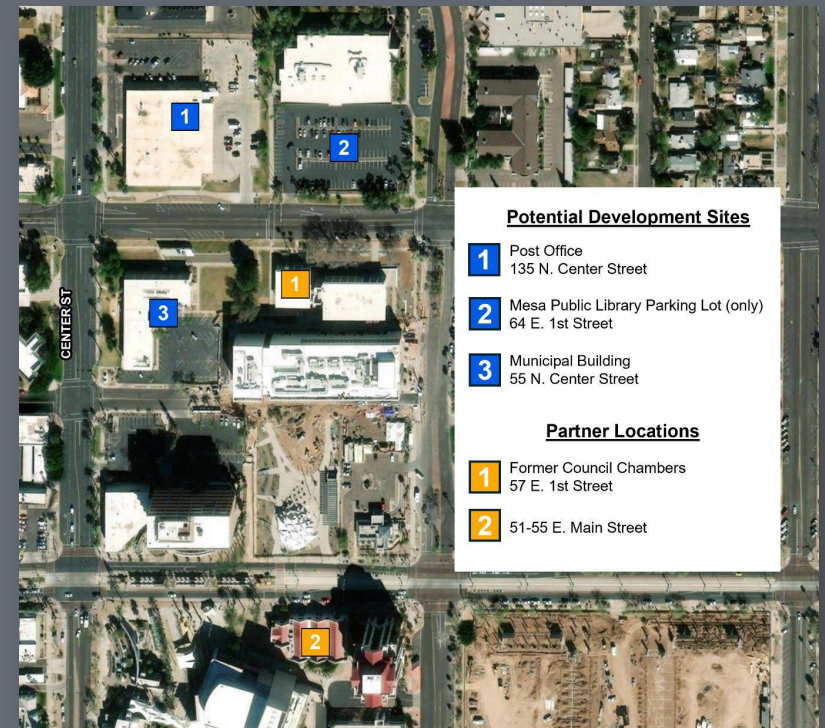 1
2
1
3
CENTER ST
2
Potential Development Sites
1 Post Office
135 N. Center Street
2 Mesa Public Library Parking Lot (only)
64 E. 1st Street
3 Municipal Building
55 N. Center Street
Partner Locations
1 Former Council Chambers
57 E. 1st Street
2 51-55 E. Main Street